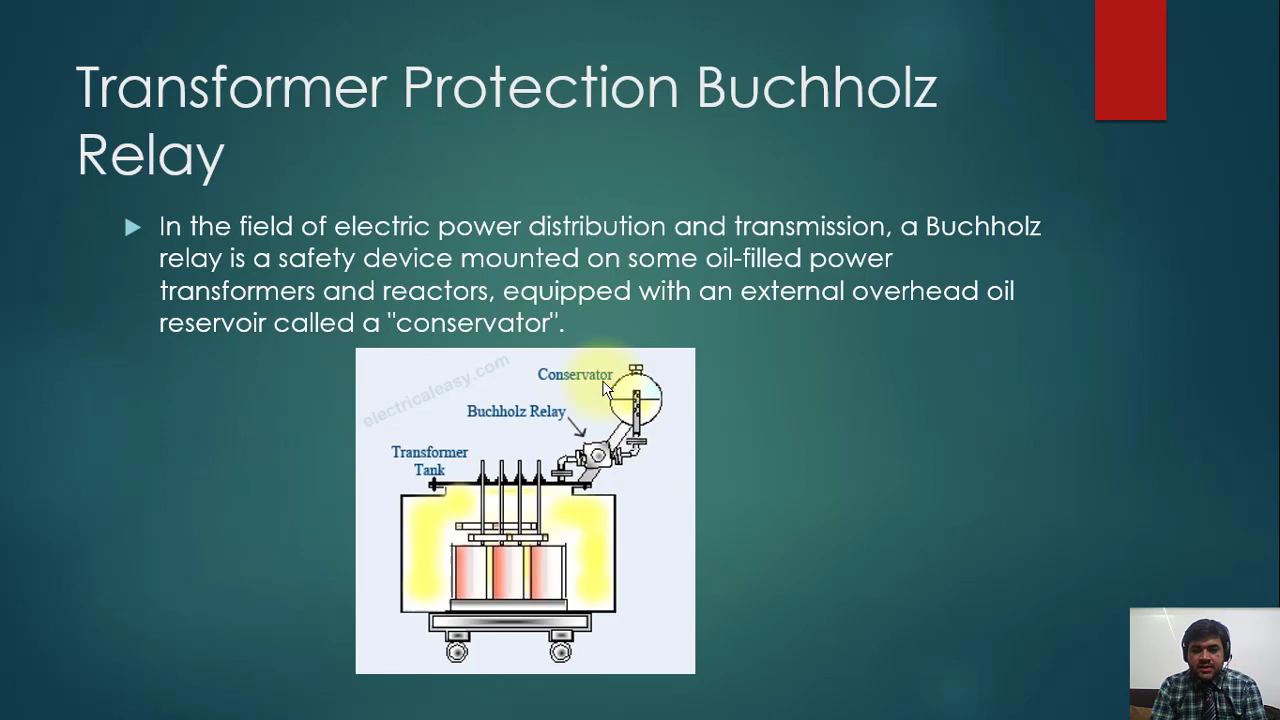 Transformer Protection Buchholz
Relay
In the field of electric power distribution and transmission, a Buchholz
relay is a safety device mounted on some oil-filled power
transformers and reactors, equipped with an external overhead oil
reservoir called a "conservator".
electricaleasy.com
Conservator
Buchholz Relay
Transformer
Tank